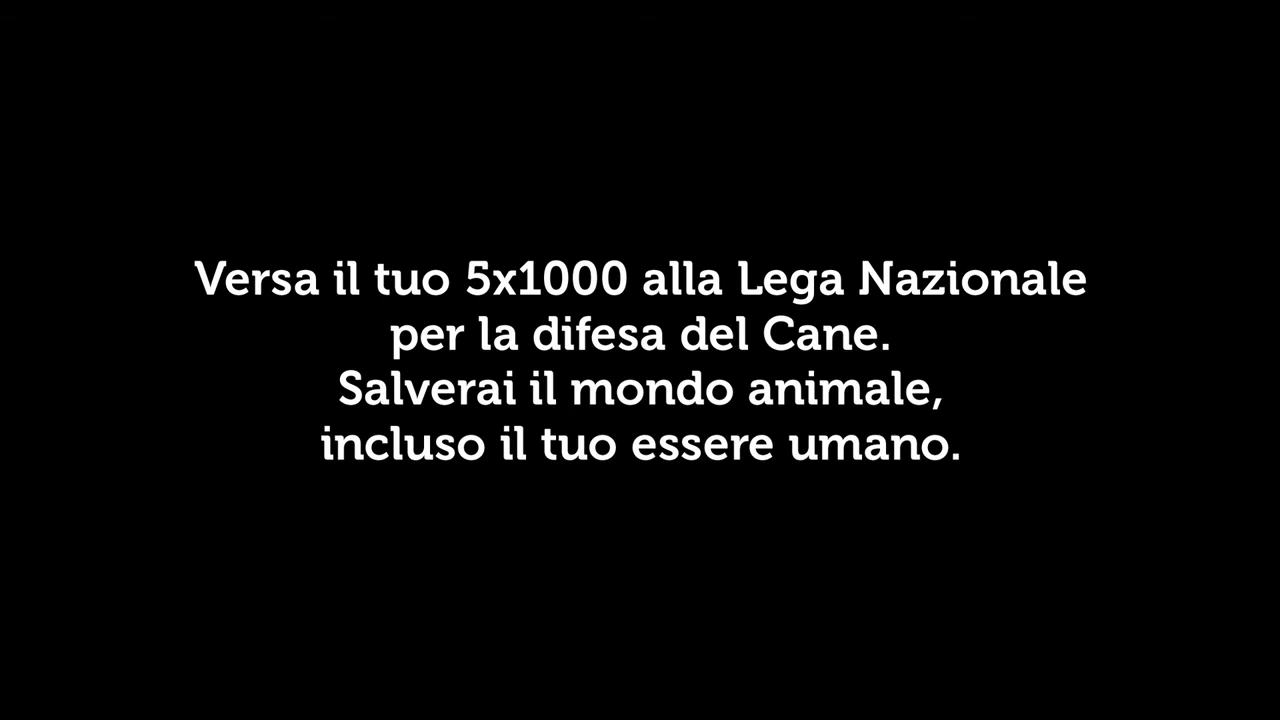 Versa il tuo 5x1000 alla Lega Nazionale
per la difesa del Cane.
Salverai il mondo animale,
incluso il tuo essere umano.